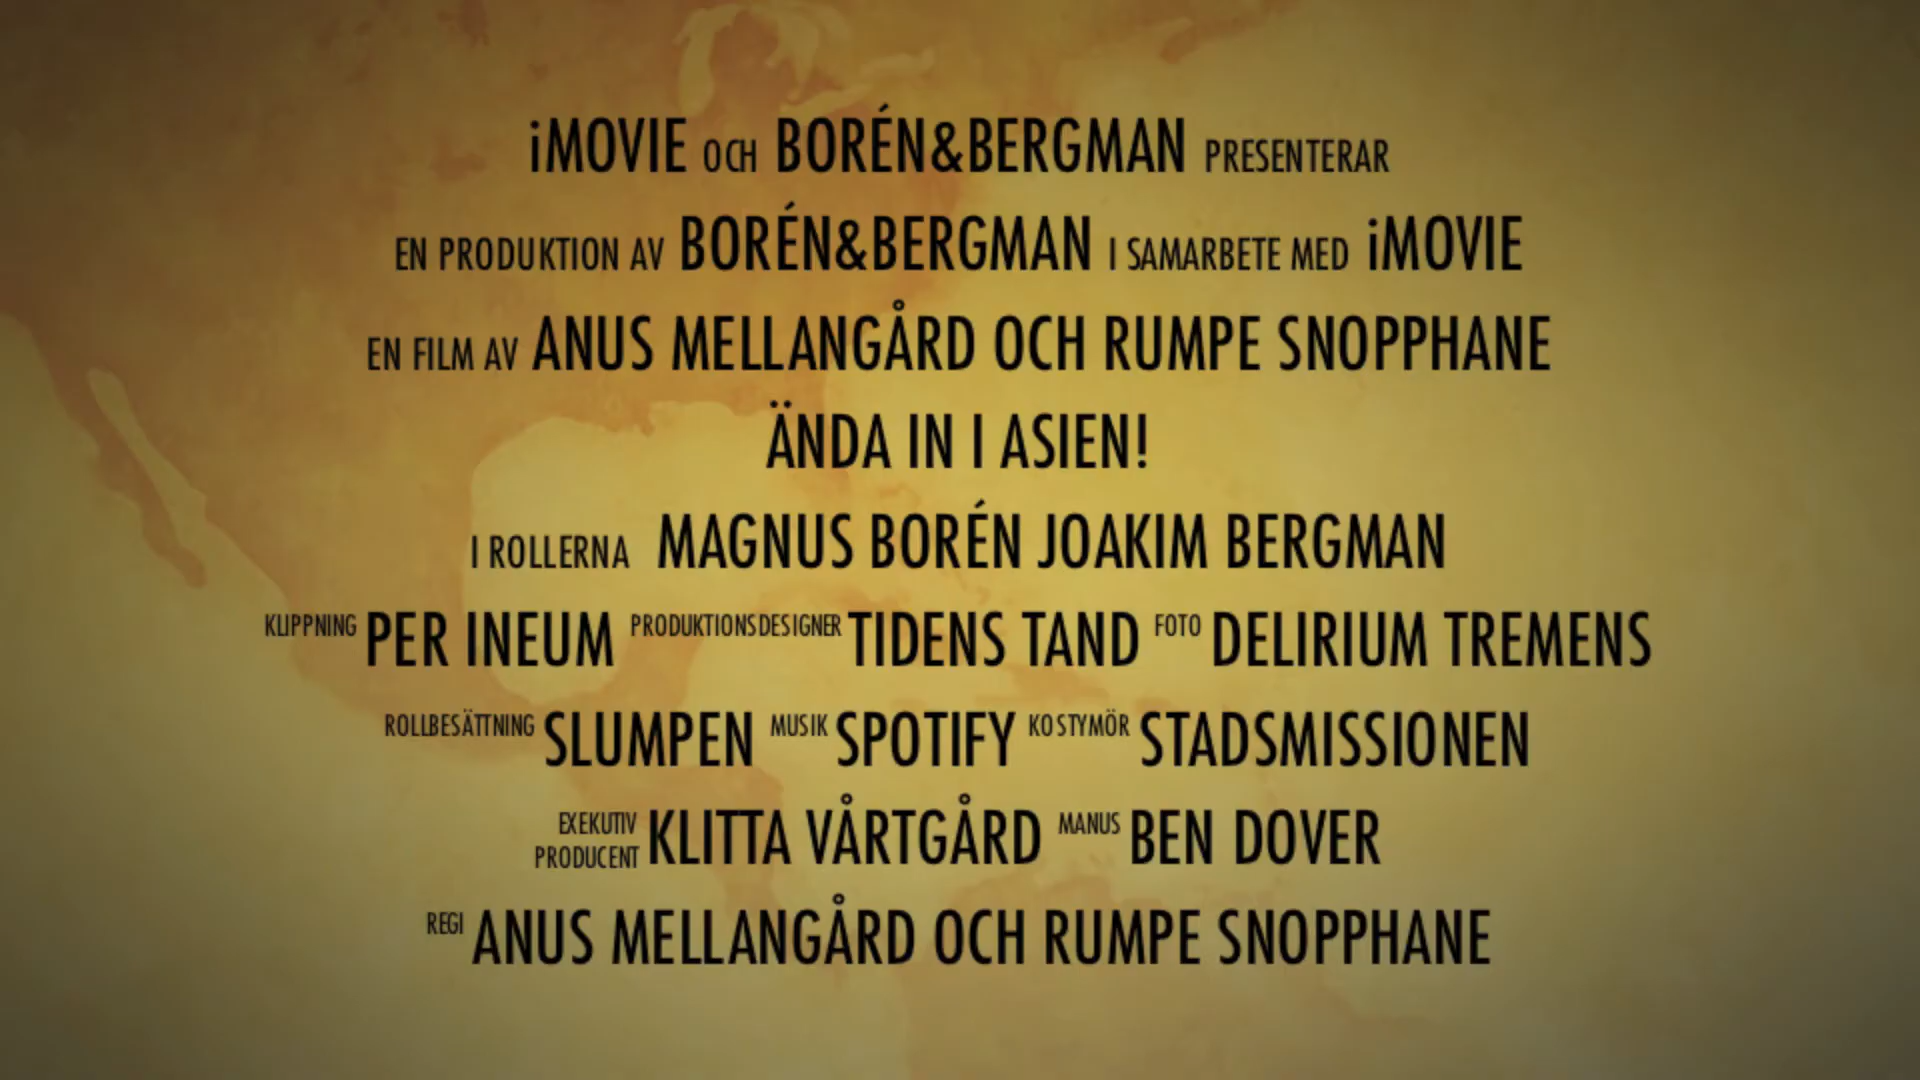 iMOVIE OCH BORÉN&BERGMAN PRESENTERAR
EN PRODUKTION AV BORÉN&BERGMAN I SAMARBETE MED iMOVIE
EN FILM AV ANUS MELLANGÅRD OCH RUMPE SNOPPHANE
ÄNDA IN I ASIEN!
I ROLLERNA MAGNUS BORÉN JOAKIM BERGMAN
KLIPPNING PER INEUM PRODUKTIONSDESIGNER TIDENS TAND FOTO DELIRIUM TREMENS
ROLLBESÄTTNING SLUMPEN MUSIK SPOTIFY KOSTYMÖR STADSMISSIONEN
EXEKUTIV PRODUCENT KLITTA VÅRTGÅRD MANUS BEN DOVER
REGI ANUS MELLANGÅRD OCH RUMPE SNOPPHANE